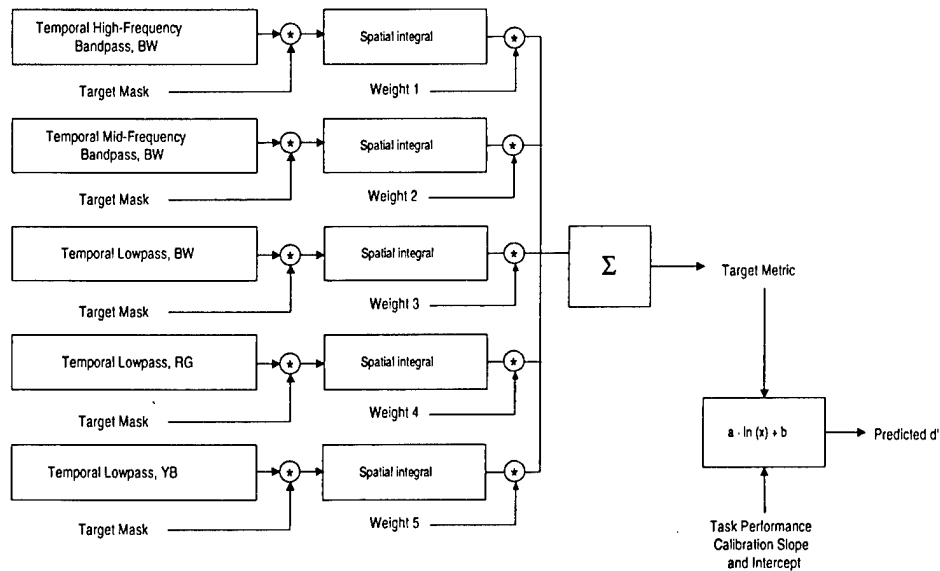 Temporal High-Frequency
Bandpass, BW
*
Spatial integral
*
Target Mask
Weight 1
Temporal Mid-Frequency
Bandpass, BW
*
Spatial integral
*
Target Mask
Weight 2
Temporal Lowpass, BW
*
Spatial integral
*
Σ
Target Metric
Target Mask
Weight 3
Temporal Lowpass, RG
*
Spatial integral
*
Target Mask
Weight 4
a · ln (x) + b
Predicted d'
Temporal Lowpass, YB
*
Spatial integral
*
Target Mask
Weight 5
Task Performance
Calibration Slope
and Intercept